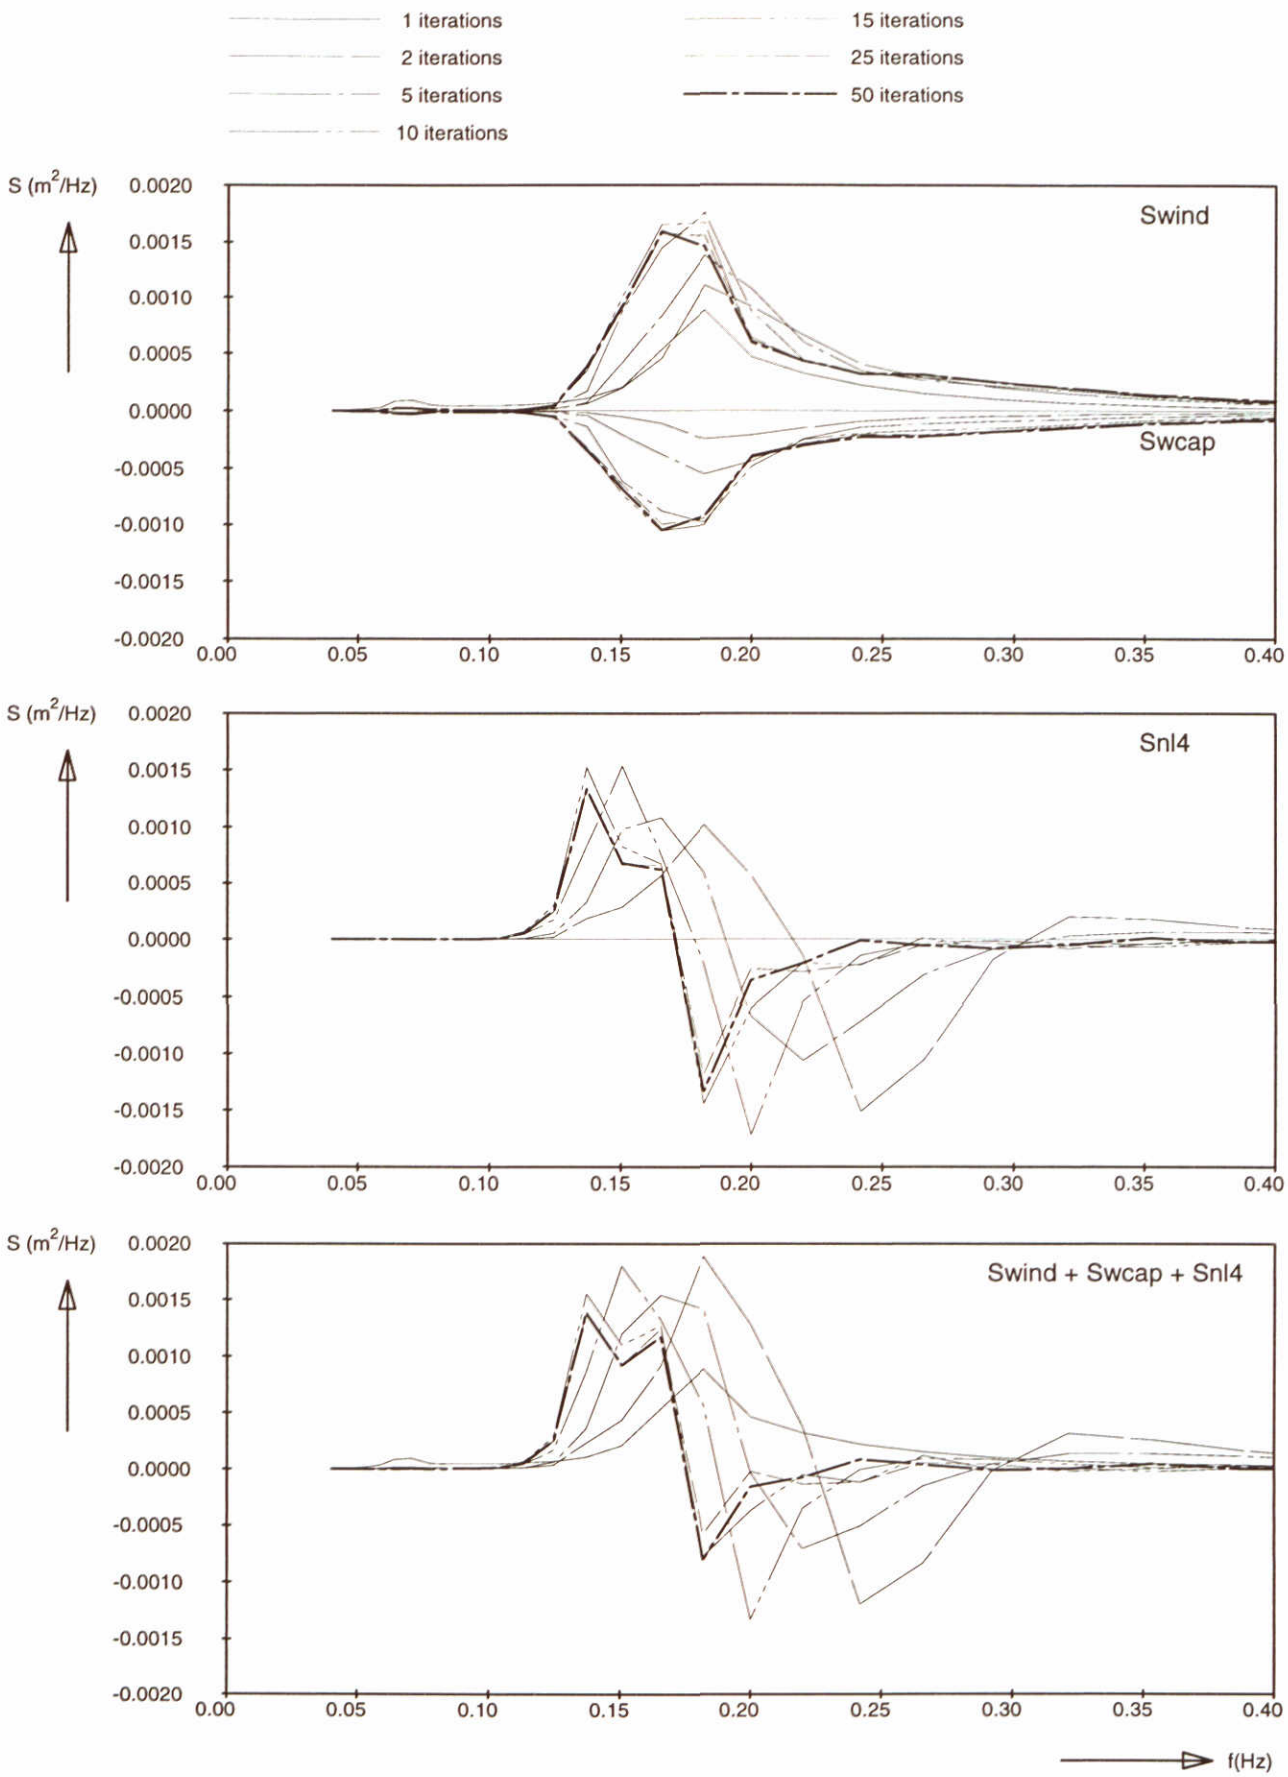 1 iterations
15 iterations
2 iterations
25 iterations
5 iterations
50 iterations
10 iterations
S (m²/Hz)
0.0020
0.0015
0.0010
0.0005
0.0000
-0.0005
-0.0010
-0.0015
-0.0020
Swind
Swcap
0.00 0.05 0.10 0.15 0.20 0.25 0.30 0.35 0.40
S (m²/Hz)
0.0020
0.0015
0.0010
0.0005
0.0000
-0.0005
-0.0010
-0.0015
-0.0020
Snl4
0.00 0.05 0.10 0.15 0.20 0.25 0.30 0.35 0.40
S (m²/Hz)
0.0020
0.0015
0.0010
0.0005
0.0000
-0.0005
-0.0010
-0.0015
-0.0020
Swind + Swcap + Snl4
0.00 0.05 0.10 0.15 0.20 0.25 0.30 0.35 0.40
f(Hz)